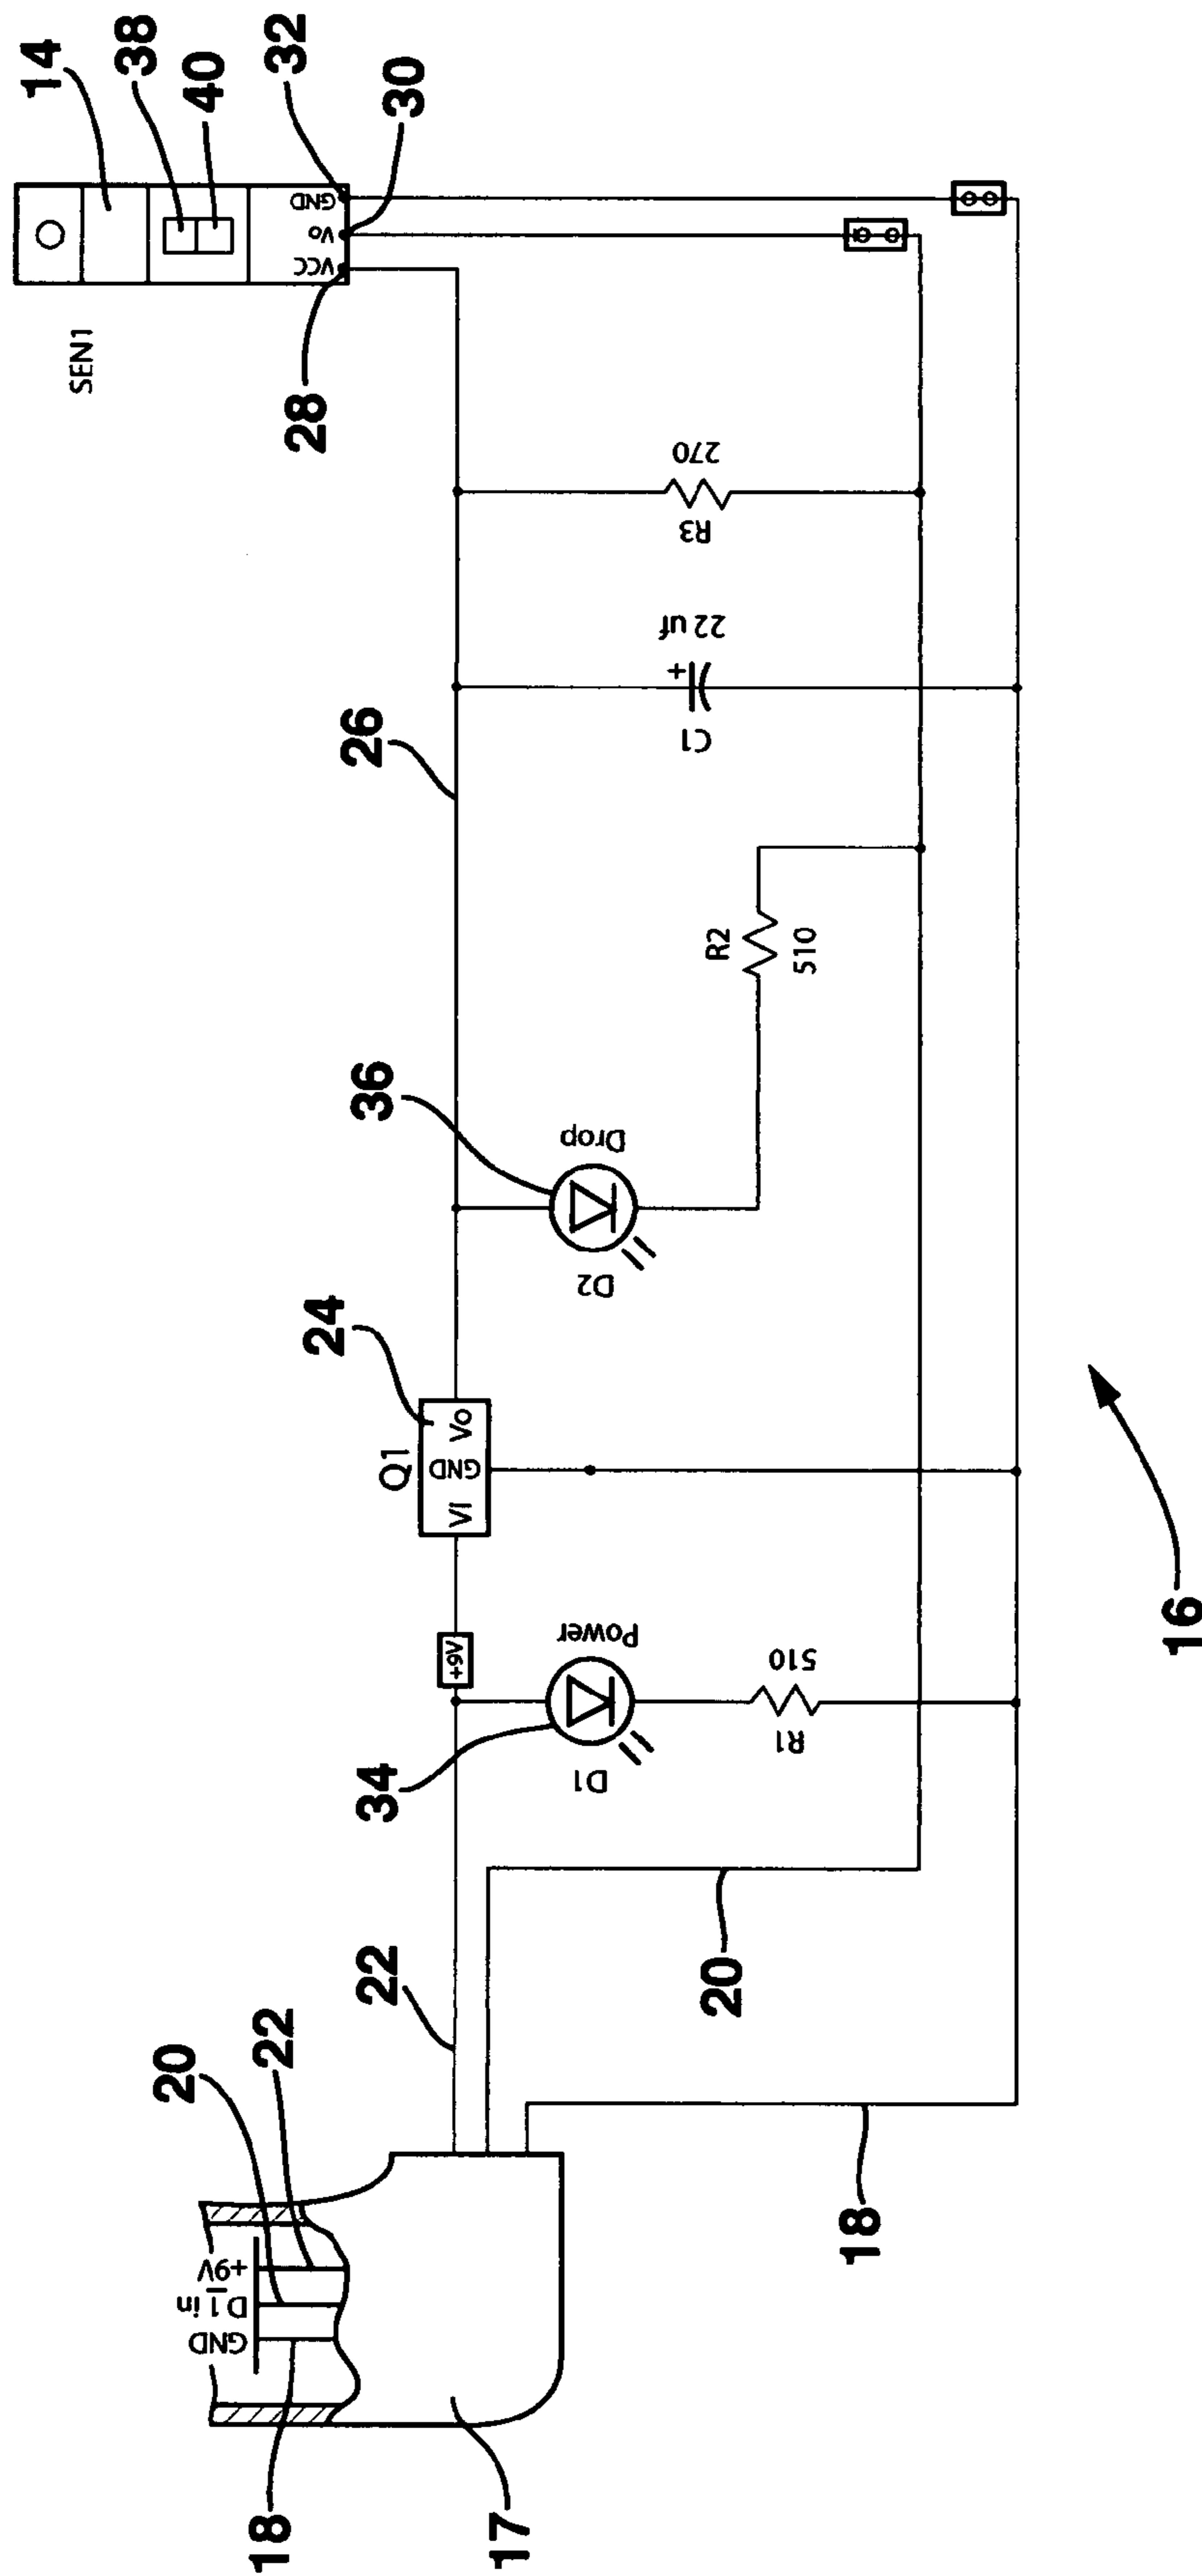 14
38
40
32
30
28
SEN1
VCC
Vo
GND
270
R3
22 uf
+
C1
26
R2
510
36
Drop
D2
24
Q1
Vi
GND
Vo
+9V
Power
D1
34
510
R1
16
22
20
18
20
22
+9V
D1 in
GND
18
17